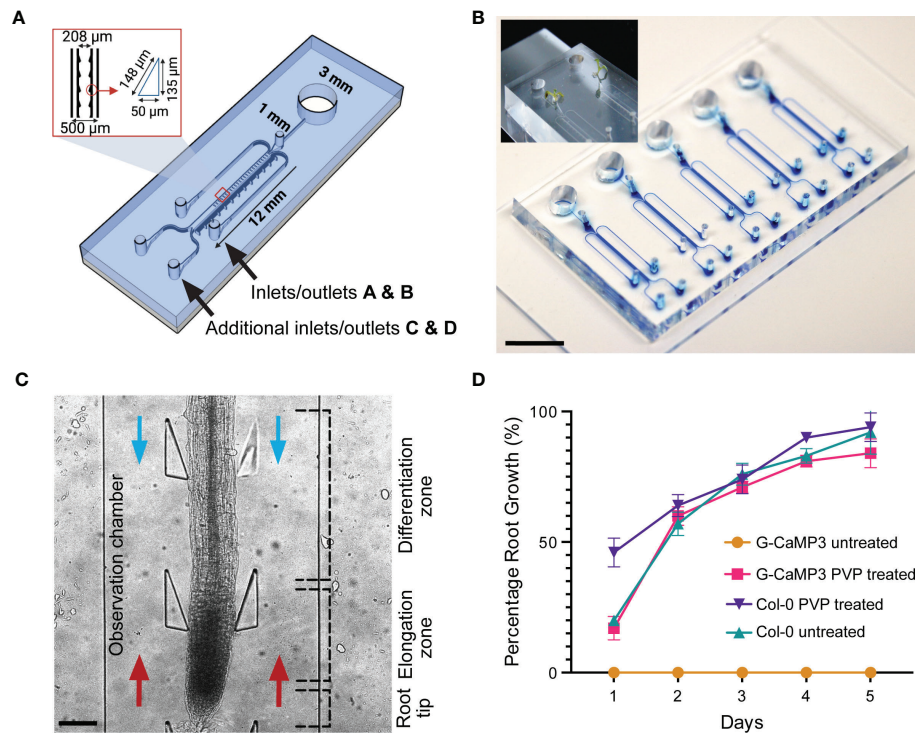 A
208 µm
148 µm
135 µm
50 µm
500 µm
3 mm
1 mm
12 mm
Inlets/outlets A & B
Additional inlets/outlets C & D
B
C
Observation chamber
Differentiation
zone
Elongation
zone
Root
tip
D
Percentage Root Growth (%)
100
50
0
G-CaMP3 untreated
G-CaMP3 PVP treated
Col-0 PVP treated
Col-0 untreated
1 2 3 4 5
Days